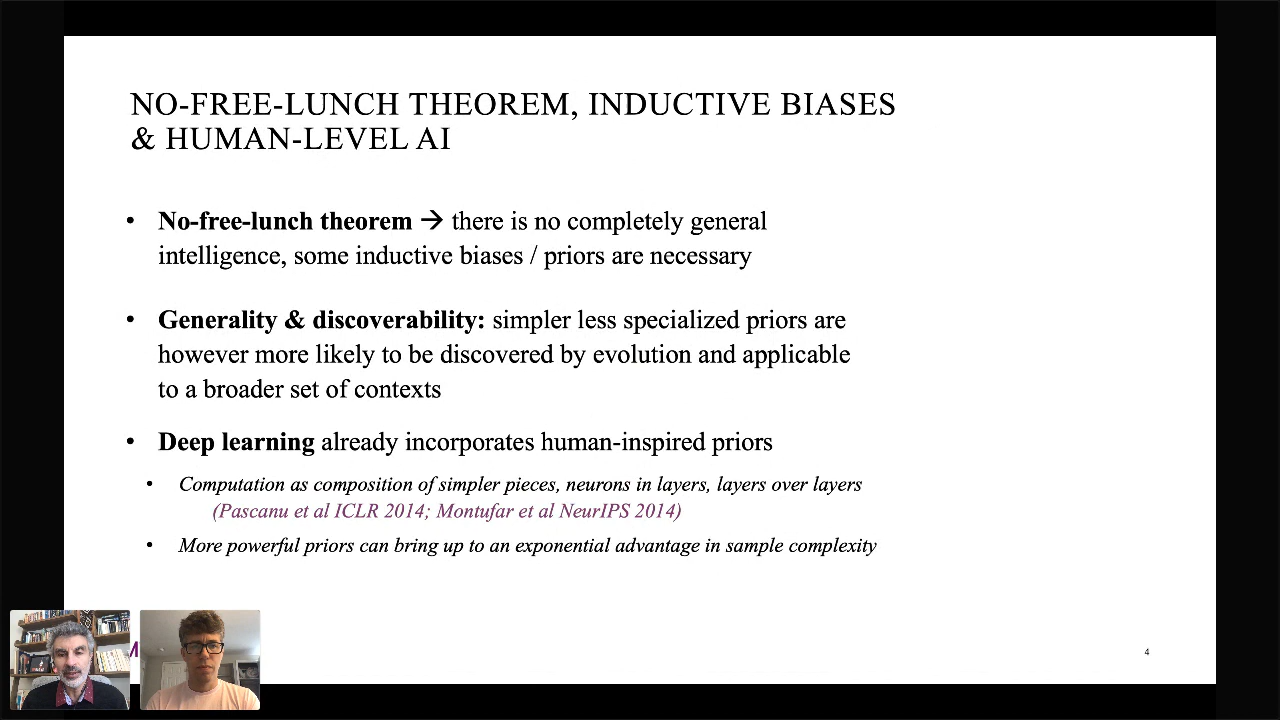 NO-FREE-LUNCH THEOREM, INDUCTIVE BIASES
& HUMAN-LEVEL AI
• No-free-lunch theorem → there is no completely general
intelligence, some inductive biases / priors are necessary
• Generality & discoverability: simpler less specialized priors are
however more likely to be discovered by evolution and applicable
to a broader set of contexts
• Deep learning already incorporates human-inspired priors
• Computation as composition of simpler pieces, neurons in layers, layers over layers
(Pascanu et al ICLR 2014; Montufar et al NeurIPS 2014)
• More powerful priors can bring up to an exponential advantage in sample complexity
4